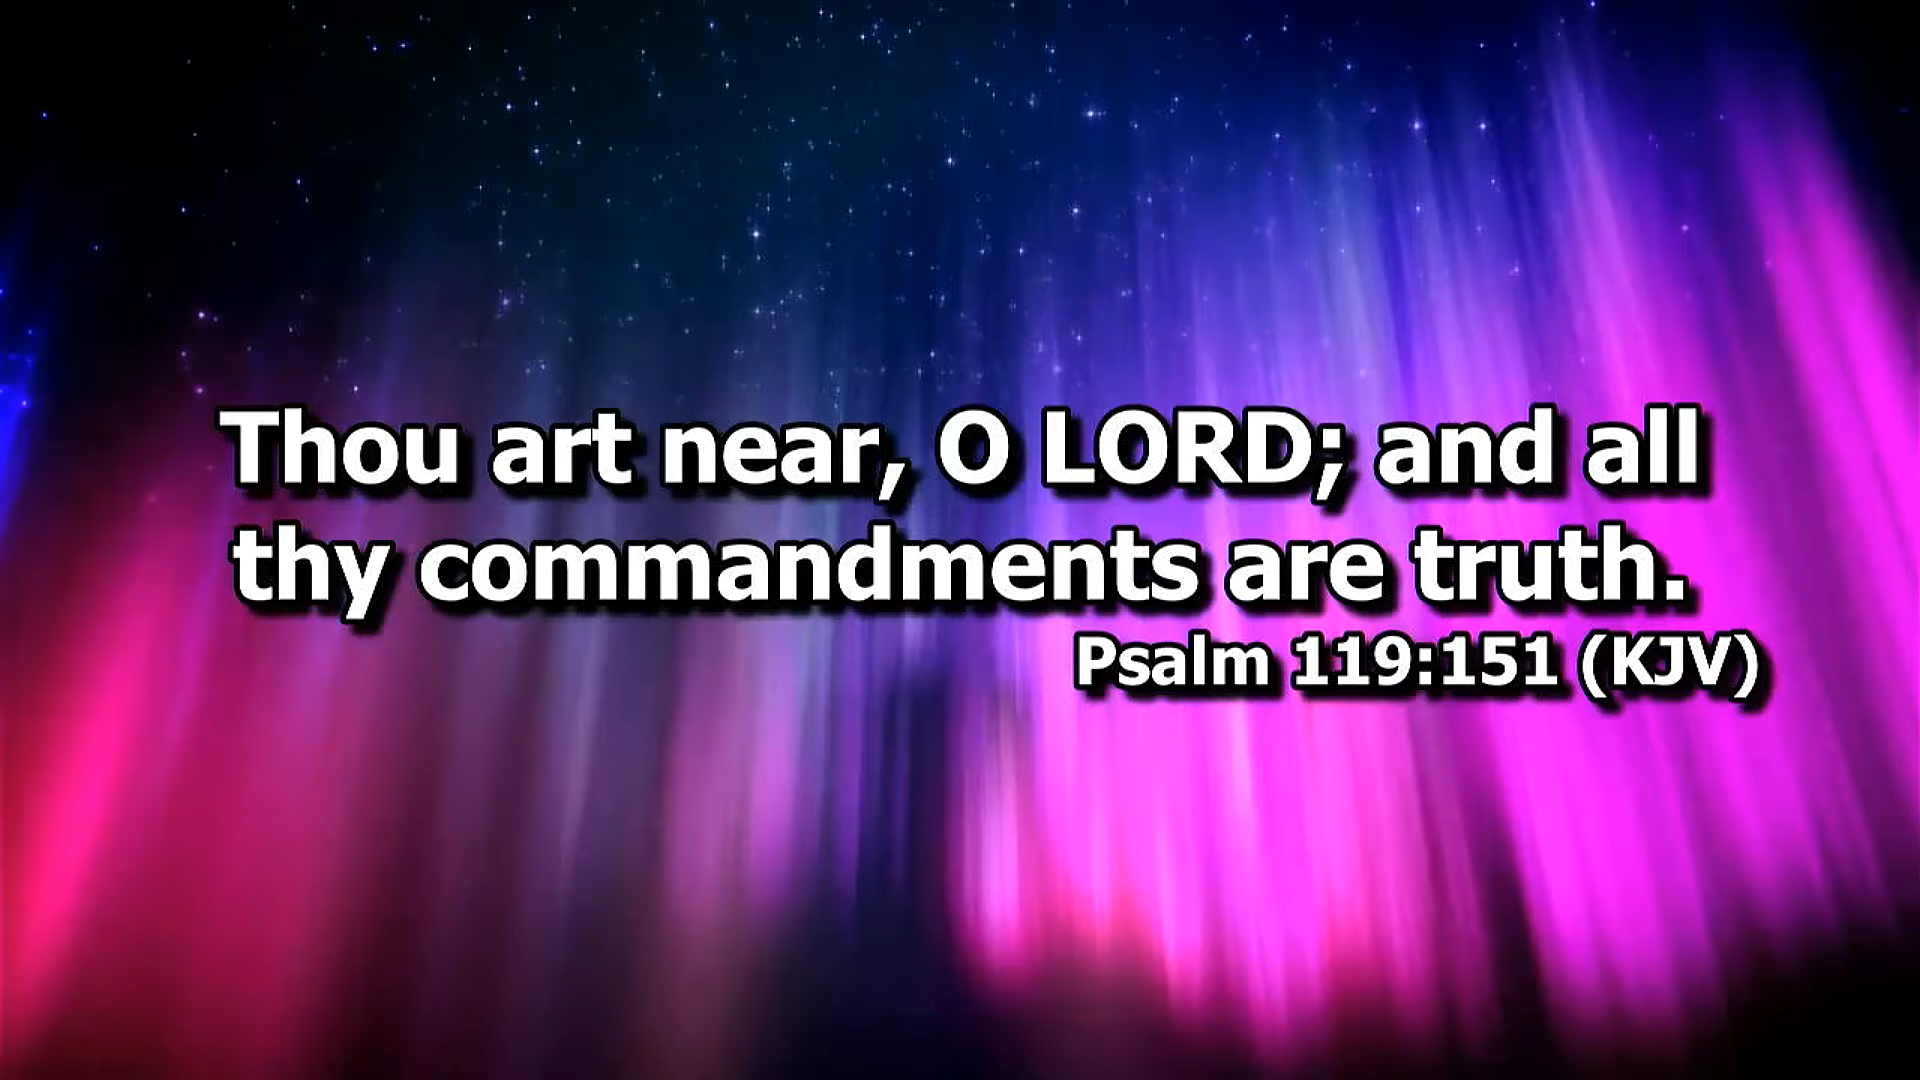 Thou art near, O LORD; and all
thy commandments are truth.
Psalm 119:151 (KJV)